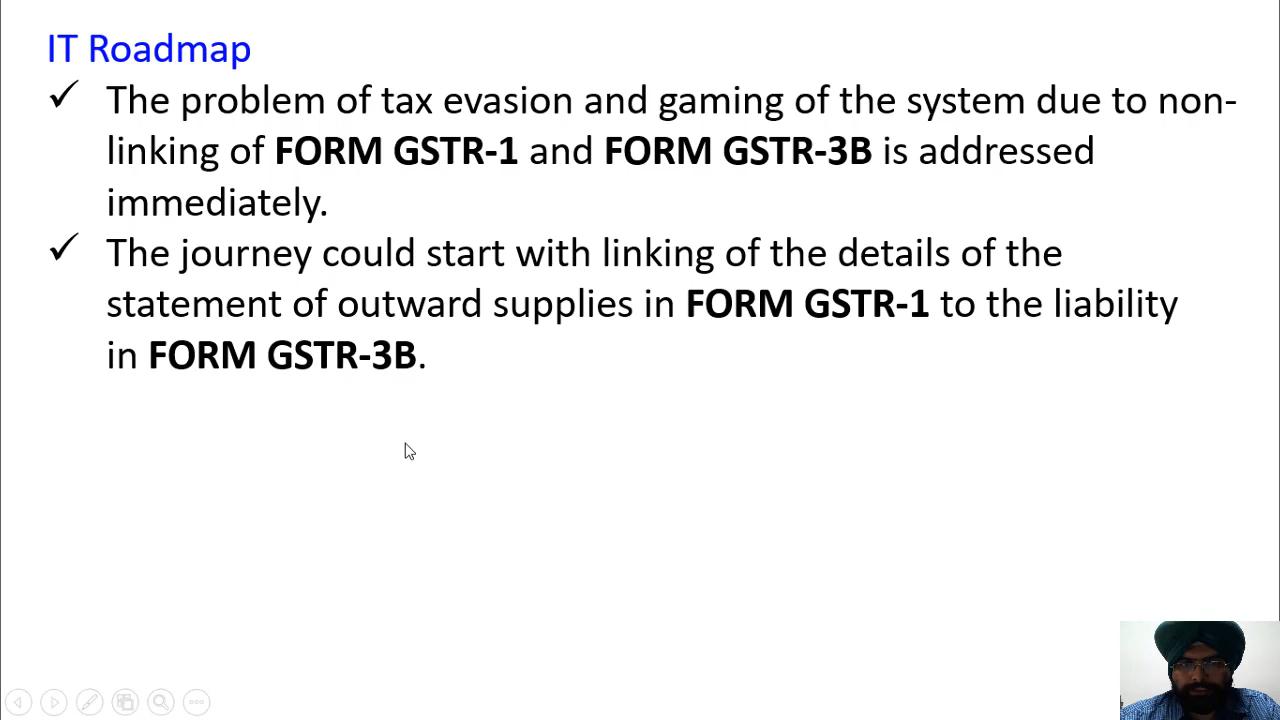 IT Roadmap
✓ The problem of tax evasion and gaming of the system due to non-
linking of FORM GSTR-1 and FORM GSTR-3B is addressed
immediately.
✓ The journey could start with linking of the details of the
statement of outward supplies in FORM GSTR-1 to the liability
in FORM GSTR-3B.